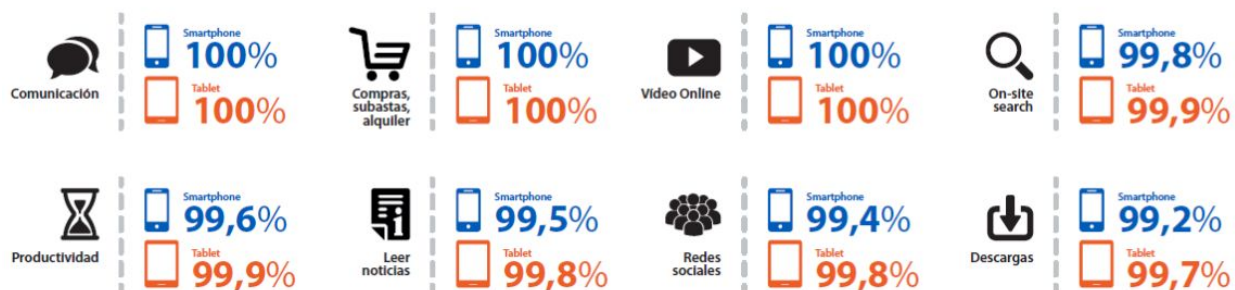 Comunicación
Smartphone
100%
Tablet
100%
Compras,
subastas,
alquiler
Smartphone
100%
Tablet
100%
Vídeo Online
Smartphone
100%
Tablet
100%
On-site
search
Smartphone
99,8%
Tablet
99,9%
Productividad
Smartphone
99,6%
Tablet
99,9%
Leer
noticias
Smartphone
99,5%
Tablet
99,8%
Redes
sociales
Smartphone
99,4%
Tablet
99,8%
Descargas
Smartphone
99,2%
Tablet
99,7%